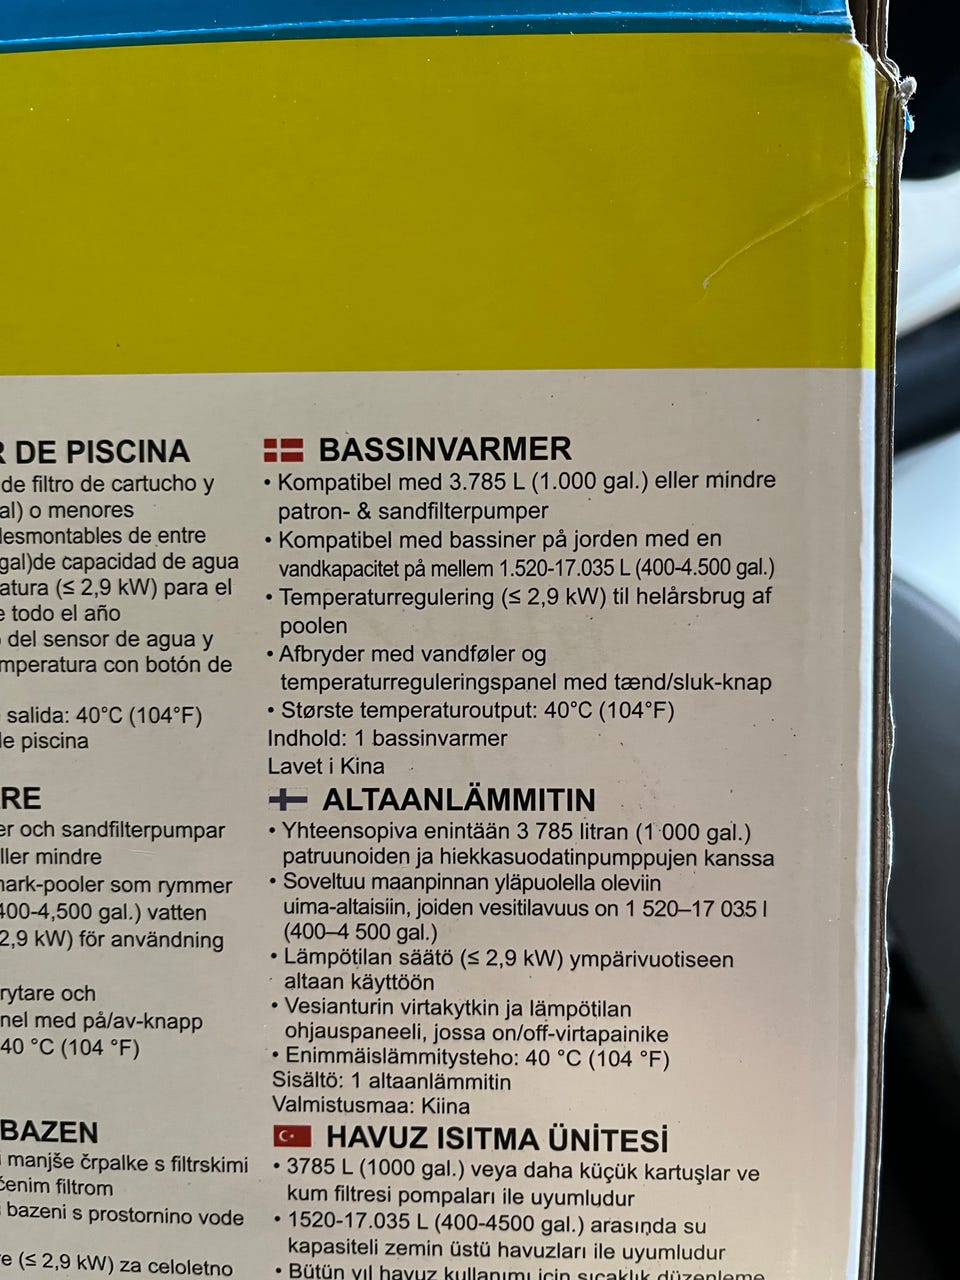 DE PISCINA
de filtro de cartucho y
al) o menores
desmontables de entre
gal)de capacidad de agua
atura (≤ 2,9 kW) para el
e todo el año
del sensor de agua y
mperatura con botón de
salida: 40°C (104°F)
de piscina
RE
er och sandfilterpumpar
ller mindre
mark-pooler som rymmer
400-4,500 gal.) vatten
2,9 kW) för användning
rytare och
nel med på/av-knapp
40 °C (104 °F)
BAZEN
manjše črpalke s filtrskimi
čenim filtrom
bazeni s prostornino vode
e (≤ 2,9 kW) za celoletno
BASSINVARMER
• Kompatibel med 3.785 L (1.000 gal.) eller mindre
patron- & sandfilterpumper
• Kompatibel med bassiner på jorden med en
vandkapacitet på mellem 1.520-17.035 L (400-4.500 gal.)
• Temperaturregulering (≤ 2,9 kW) til helårsbrug af
poolen
• Afbryder med vandføler og
temperaturreguleringspanel med tænd/sluk-knap
• Største temperaturoutput: 40°C (104°F)
Indhold: 1 bassinvarmer
Lavet i Kina
ALTAANLÄMMITIN
• Yhteensopiva enintään 3 785 litran (1 000 gal.)
patruunoiden ja hiekkasuodatinpumppujen kanssa
• Soveltuu maanpinnan yläpuolella oleviin
uima-altaisiin, joiden vesitilavuus on 1 520–17 035 l
(400–4 500 gal.)
• Lämpötilan säätö (≤ 2,9 kW) ympärivuotiseen
altaan käyttöön
• Vesianturin virtakytkin ja lämpötilan
ohjauspaneeli, jossa on/off-virtapainike
• Enimmäislämmitysteho: 40 °C (104 °F)
Sisältö: 1 altaanlämmitin
Valmistusmaa: Kiina
HAVUZ ISITMA ÜNİTESİ
• 3785 L (1000 gal.) veya daha küçük kartuşlar ve
kum filtresi pompaları ile uyumludur
• 1520-17.035 L (400-4500 gal.) arasında su
kapasiteli zemin üstü havuzları ile uyumludur
• Bütün yıl havuz kullanımı için sıcaklık düzenleme